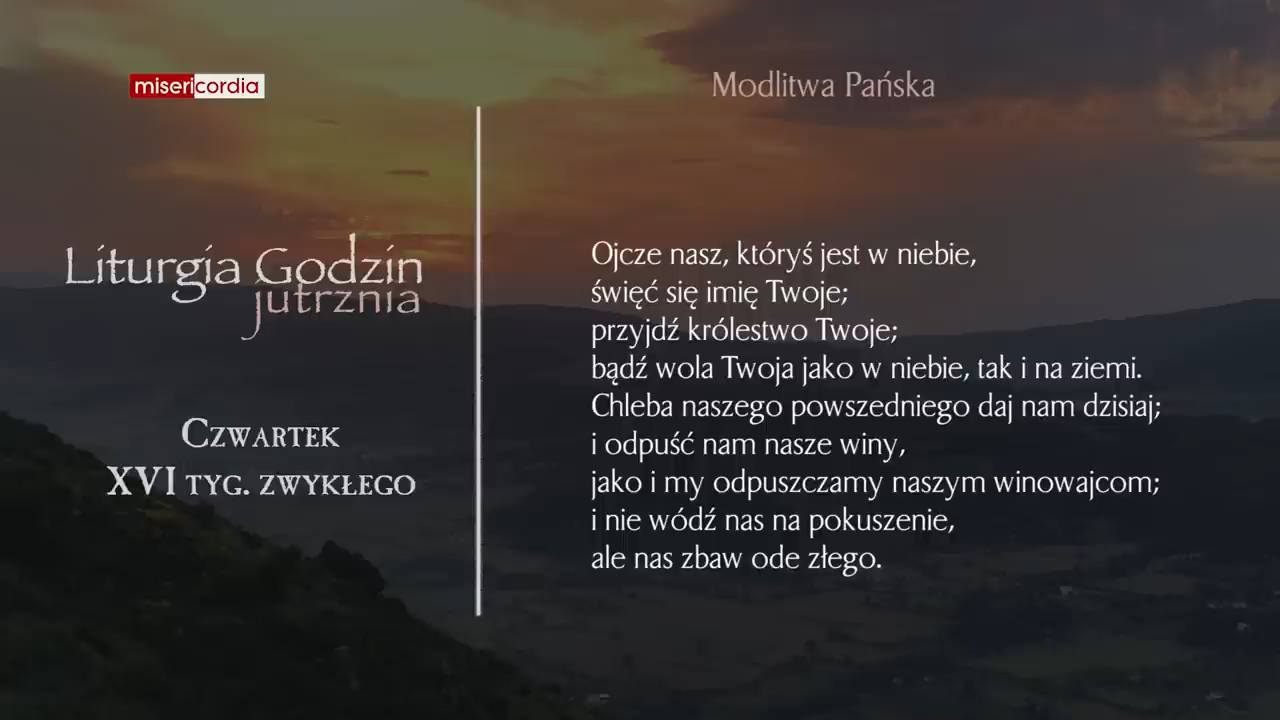 misericordia
Liturgia Godzin
jutrznia
Czwartek
XVI tyg. zwykłego
Modlitwa Pańska
Ojcze nasz, któryś jest w niebie,
święć się imię Twoje;
przyjdź królestwo Twoje;
bądź wola Twoja jako w niebie, tak i na ziemi.
Chleba naszego powszedniego daj nam dzisiaj;
i odpuść nam nasze winy,
jako i my odpuszczamy naszym winowajcom;
i nie wódź nas na pokuszenie,
ale nas zbaw ode złego.